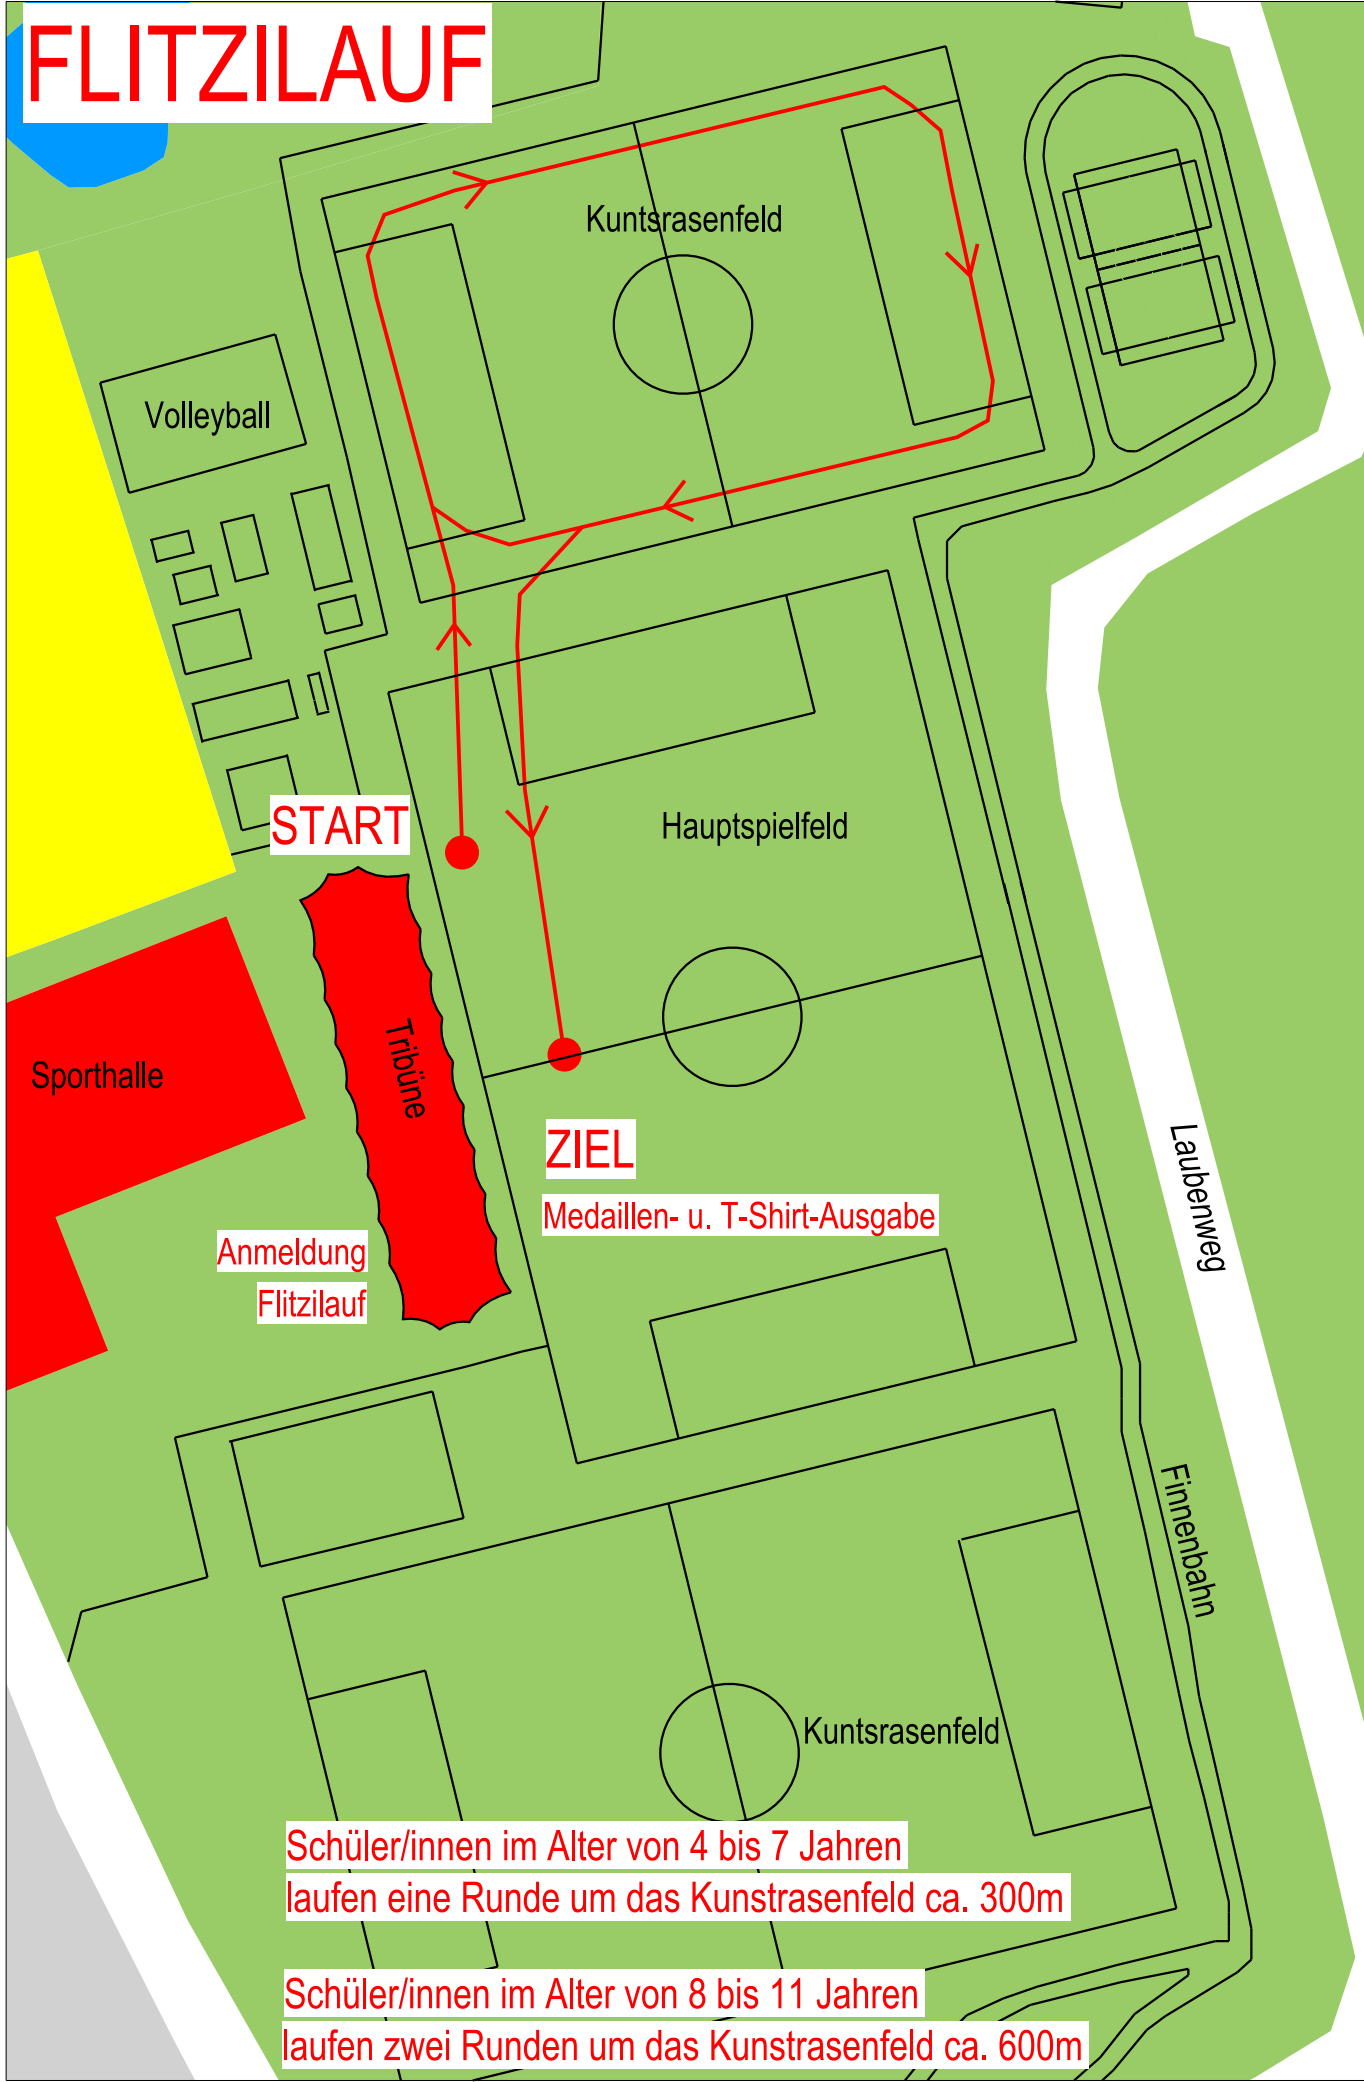 FLITZILAUF
Kuntsrasenfeld
Volleyball
START
Hauptspielfeld
Sporthalle
Tribüne
ZIEL
Medaillen- u. T-Shirt-Ausgabe
Anmeldung
Flitzilauf
Laubenweg
Finnenbahn
Kuntsrasenfeld
Schüler/innen im Alter von 4 bis 7 Jahren
laufen eine Runde um das Kunstrasenfeld ca. 300m
Schüler/innen im Alter von 8 bis 11 Jahren
laufen zwei Runden um das Kunstrasenfeld ca. 600m